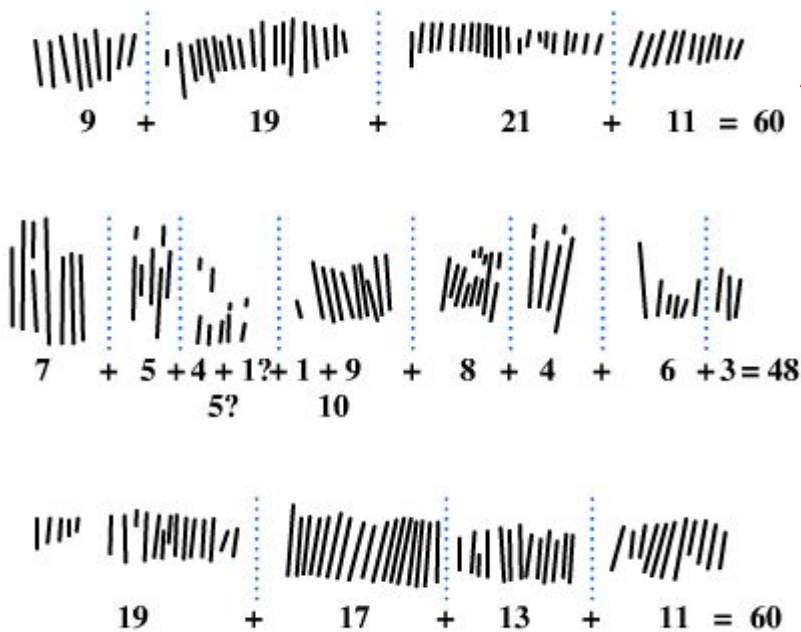 9 + 19 + 21 + 11 = 60
7 + 5 + 4 + 1? + 1 + 9 + 8 + 4 + 6 + 3 = 48
5? 10
19 + 17 + 13 + 11 = 60